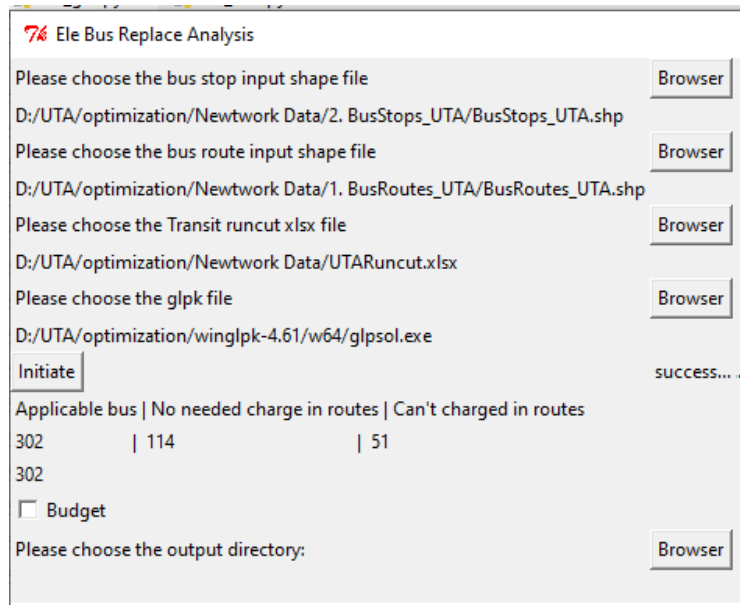 Ele Bus Replace Analysis
Please choose the bus stop input shape file Browser
D:/UTA/optimization/Newtwork Data/2. BusStops_UTA/BusStops_UTA.shp
Please choose the bus route input shape file Browser
D:/UTA/optimization/Newtwork Data/1. BusRoutes_UTA/BusRoutes_UTA.shp
Please choose the Transit runcut xlsx file Browser
D:/UTA/optimization/Newtwork Data/UTARuncut.xlsx
Please choose the glpk file Browser
D:/UTA/optimization/winglpk-4.61/w64/glpsol.exe
Initiate success... .
Applicable bus | No needed charge in routes | Can't charged in routes
302 | 114 | 51
302
Budget
Please choose the output directory: Browser